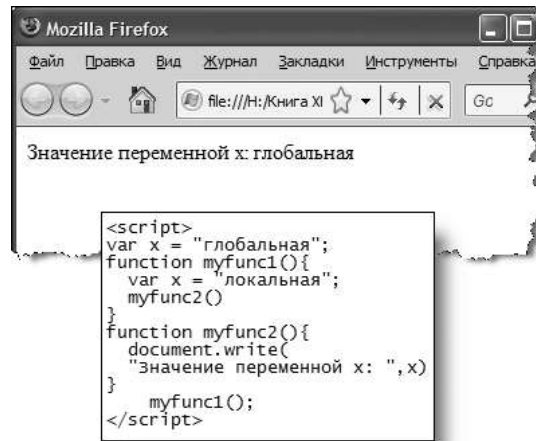 Mozilla Firefox
Файл Правка Вид Журнал Закладки Инструменты Справка
file:///H:/Книга XI Gc
Значение переменной x: глобальная
<script>
var x = "глобальная";
function myfunc1(){
var x = "локальная";
myfunc2()
}
function myfunc2(){
document.write(
"Значение переменной x: ",x)
}
myfunc1();
</script>